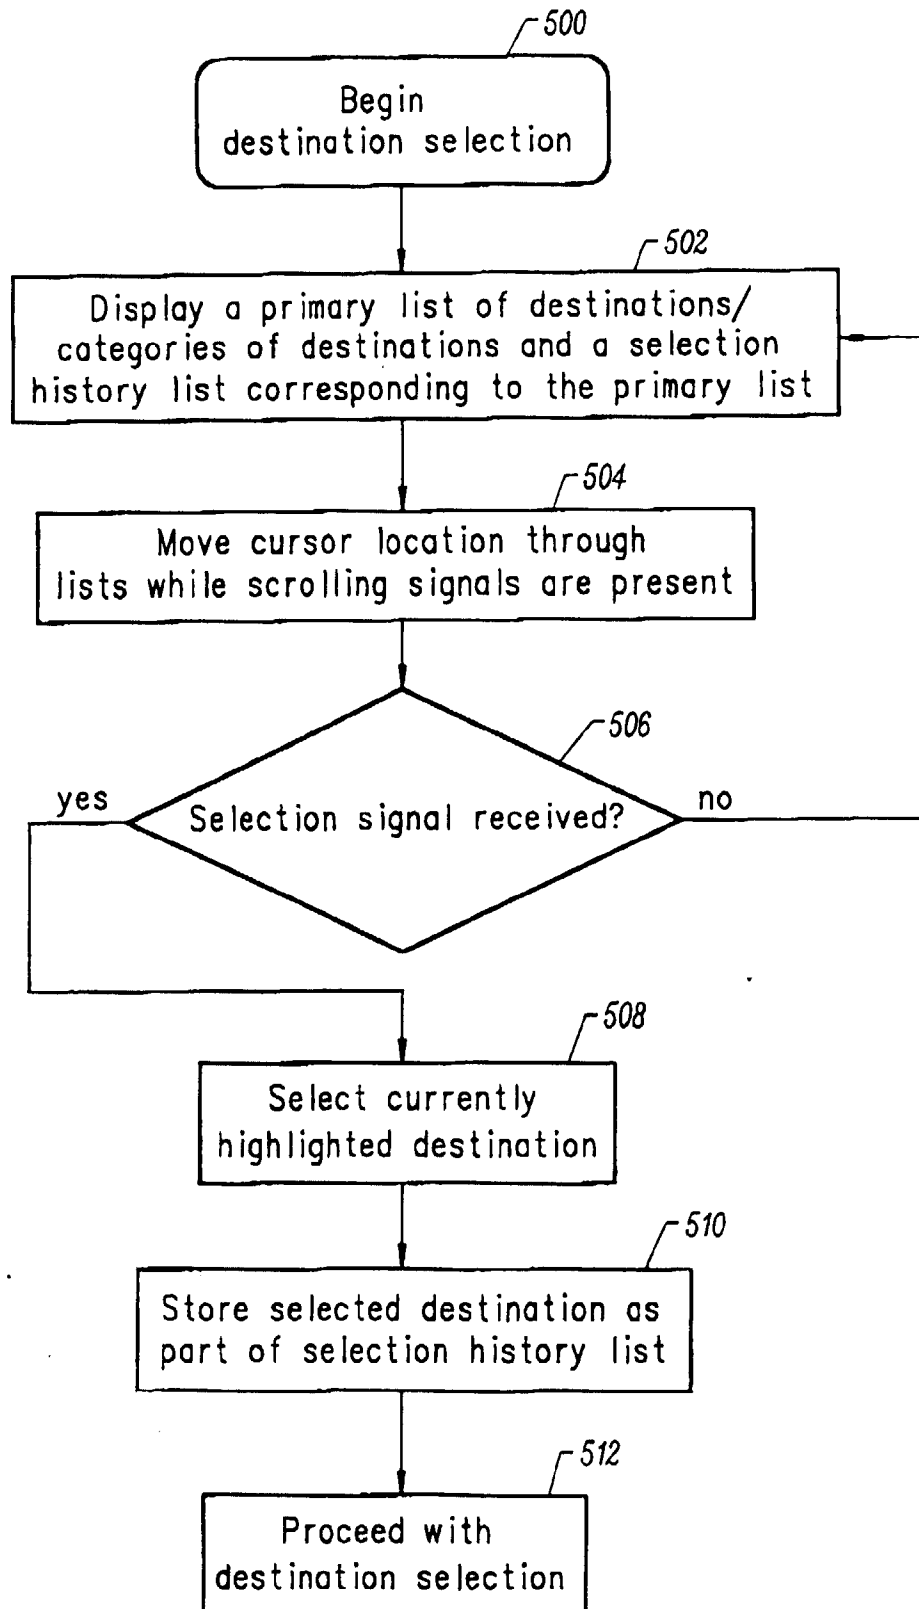 500
Begin
destination selection
502
Display a primary list of destinations/
categories of destinations and a selection
history list corresponding to the primary list
504
Move cursor location through
lists while scrolling signals are present
506
yes
Selection signal received?
no
508
Select currently
highlighted destination
510
Store selected destination as
part of selection history list
512
Proceed with
destination selection